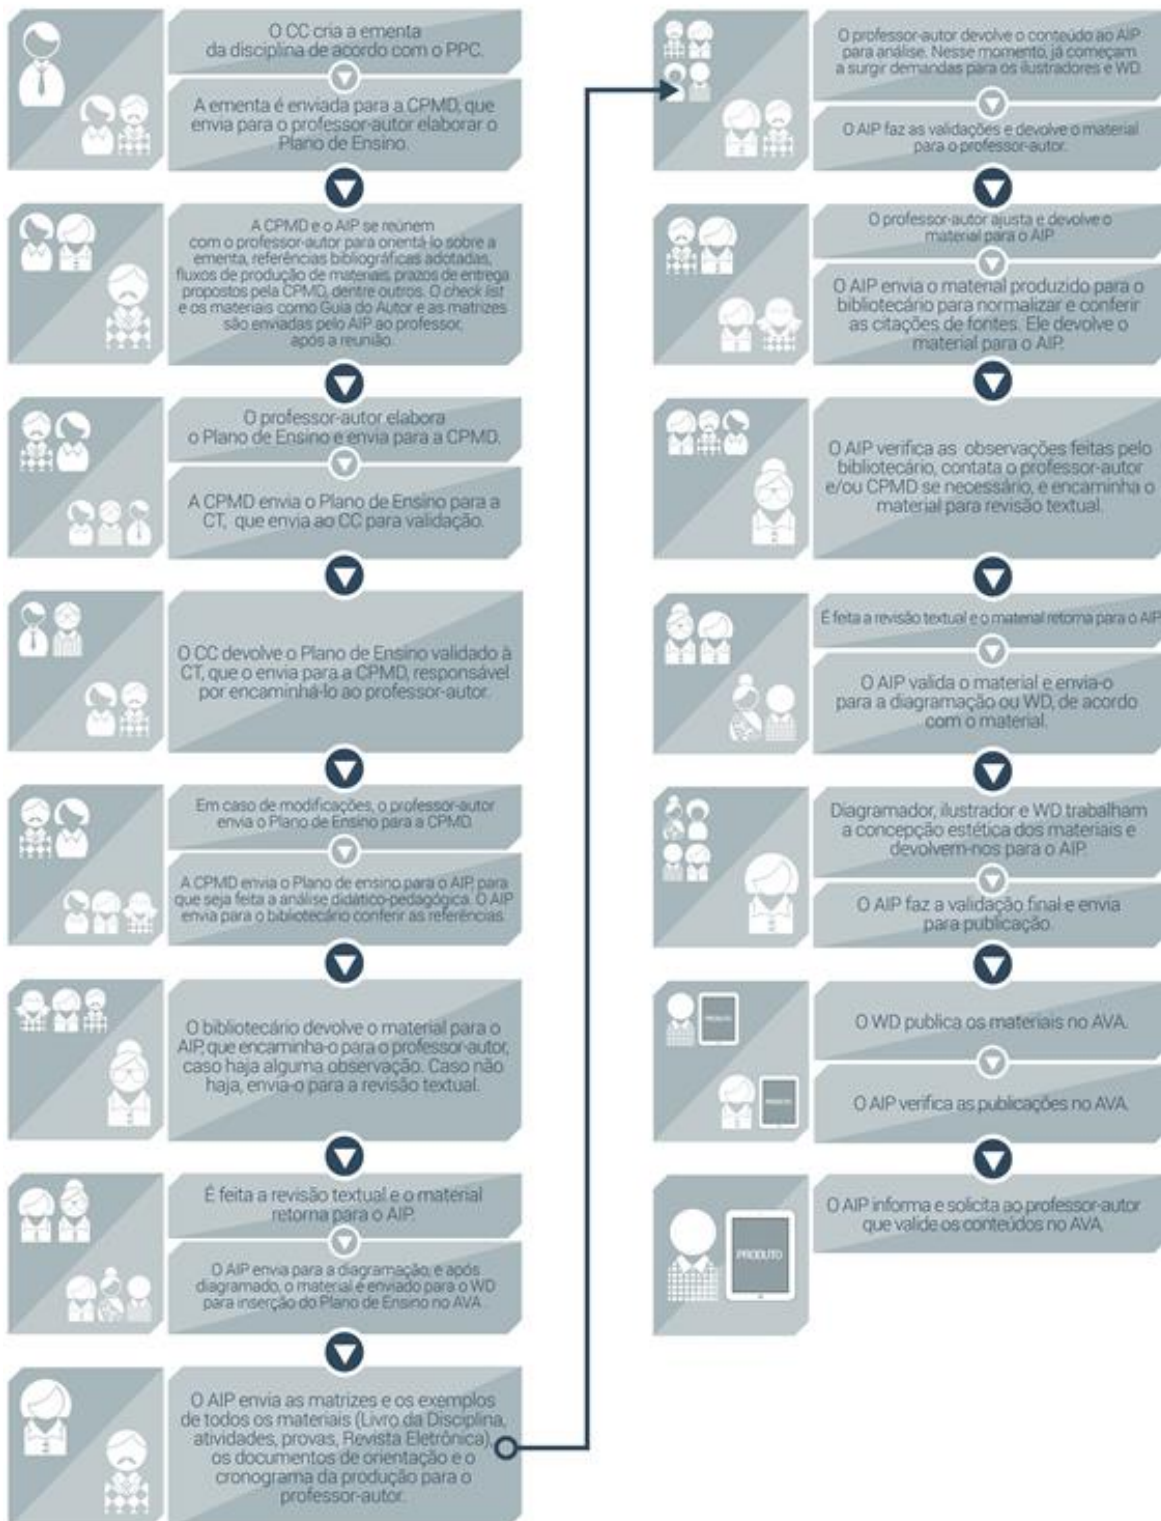 O CC cria a ementa
da disciplina de acordo com o PPC.
A ementa é enviada para a CPMD, que
envia para o professor-autor elaborar o
Plano de Ensino.
A CPMD e o AIP se reúnem
com o professor-autor para orientá-lo sobre a
ementa, referências bibliográficas adotadas,
fluxos de produção de materiais, prazos de entrega
propostos pela CPMD, dentre outros. O check list
e os materiais como Guia do Autor e as matrizes
são enviadas pelo AIP ao professor,
após a reunião.
O professor-autor elabora
o Plano de Ensino e envia para a CPMD.
A CPMD envia o Plano de Ensino para a
CT, que envia ao CC para validação.
O CC devolve o Plano de Ensino validado à
CT, que o envia para a CPMD, responsável
por encaminhá-lo ao professor-autor.
Em caso de modificações, o professor-autor
envia o Plano de Ensino para a CPMD.
A CPMD envia o Plano de ensino para o AIP, para
que seja feita a análise didático-pedagógica. O AIP
envia para o bibliotecário conferir as referências.
O bibliotecário devolve o material para o
AIP, que encaminha-o para o professor-autor,
caso haja alguma observação. Caso não
haja, envia-o para a revisão textual.
É feita a revisão textual e o material
retorna para o AIP.
O AIP envia para a diagramação, e após
diagramado, o material é enviado para o WD
para inserção do Plano de Ensino no AVA.
O AIP envia as matrizes e os exemplos
de todos os materiais (Livro da Disciplina,
atividades, provas, Revista Eletrônica),
os documentos de orientação e o
cronograma da produção para o
professor-autor.
O professor-autor devolve o conteúdo ao AIP
para análise. Nesse momento, já começam
a surgir demandas para os ilustradores e WD.
O AIP faz as validações e devolve o material
para o professor-autor.
O professor-autor ajusta e devolve o
material para o AIP.
O AIP envia o material produzido para o
bibliotecário para normalizar e conferir
as citações de fontes. Ele devolve o
material para o AIP.
O AIP verifica as observações feitas pelo
bibliotecário, contata o professor-autor
e/ou CPMD se necessário, e encaminha o
material para revisão textual.
É feita a revisão textual e o material retorna para o AIP.
O AIP valida o material e envia-o
para a diagramação ou WD, de acordo
com o material.
Diagramador, ilustrador e WD trabalham
a concepção estética dos materiais e
devolvem-nos para o AIP.
O AIP faz a validação final e envia
para publicação.
PRODUTO
O WD publica os materiais no AVA.
PRODUTO
O AIP verifica as publicações no AVA.
PRODUTO
O AIP informa e solicita ao professor-autor
que valide os conteúdos no AVA.